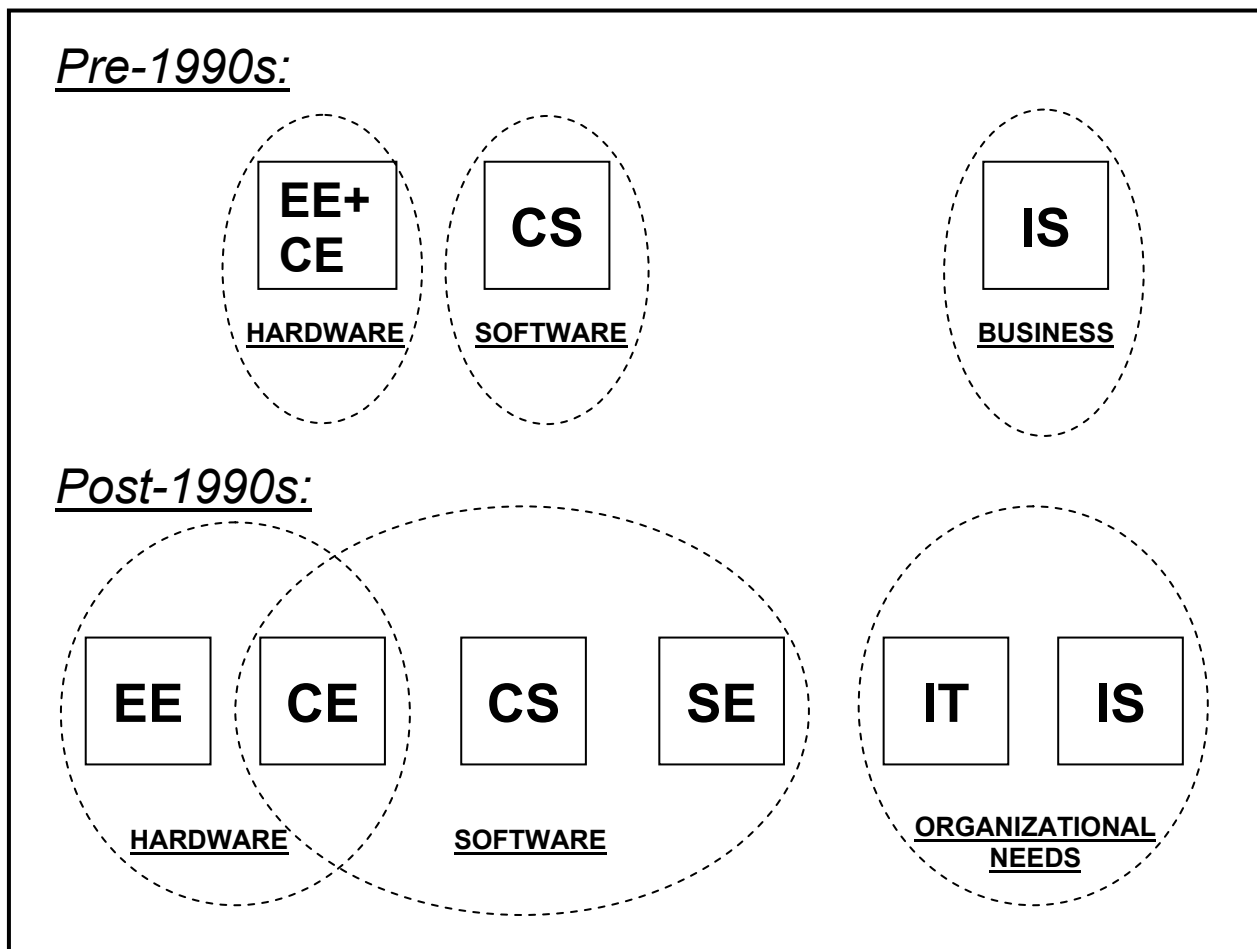 Pre-1990s:
EE+
CE
CS
IS
HARDWARE
SOFTWARE
BUSINESS
Post-1990s:
EE
CE
CS
SE
IT
IS
HARDWARE
SOFTWARE
ORGANIZATIONAL
NEEDS